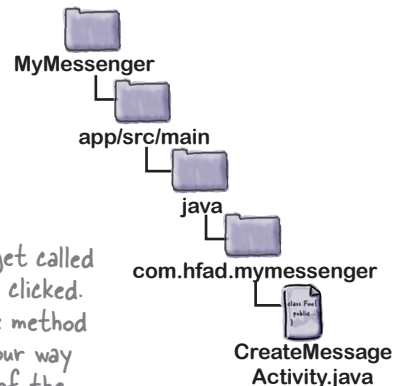 MyMessenger
app/src/main
java
com.hfad.mymessenger
class Foo{
public
}
CreateMessage
Activity.java
get called
clicked.
e method
our way
of the